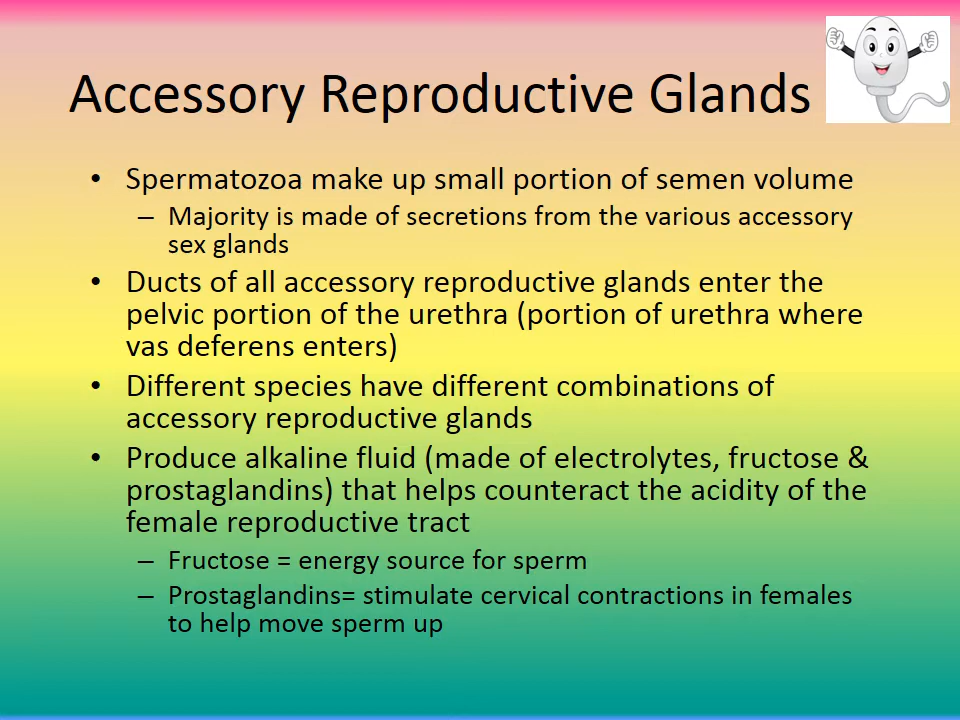 Accessory Reproductive Glands
• Spermatozoa make up small portion of semen volume
– Majority is made of secretions from the various accessory
sex glands
• Ducts of all accessory reproductive glands enter the
pelvic portion of the urethra (portion of urethra where
vas deferens enters)
• Different species have different combinations of
accessory reproductive glands
• Produce alkaline fluid (made of electrolytes, fructose &
prostaglandins) that helps counteract the acidity of the
female reproductive tract
– Fructose = energy source for sperm
– Prostaglandins= stimulate cervical contractions in females
to help move sperm up